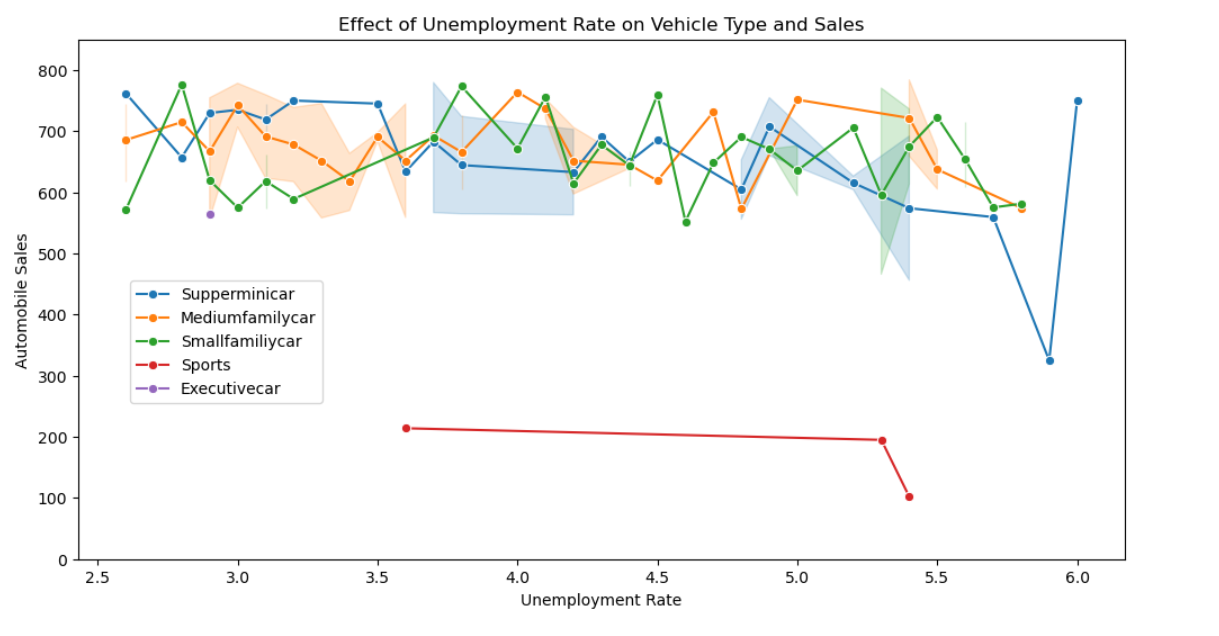 Effect of Unemployment Rate on Vehicle Type and Sales
800
700
600
500
400
300
200
100
0
Automobile Sales
Supperminicar
Mediumfamilycar
Smallfamiliycar
Sports
Executivecar
2.5 3.0 3.5 4.0 4.5 5.0 5.5 6.0
Unemployment Rate